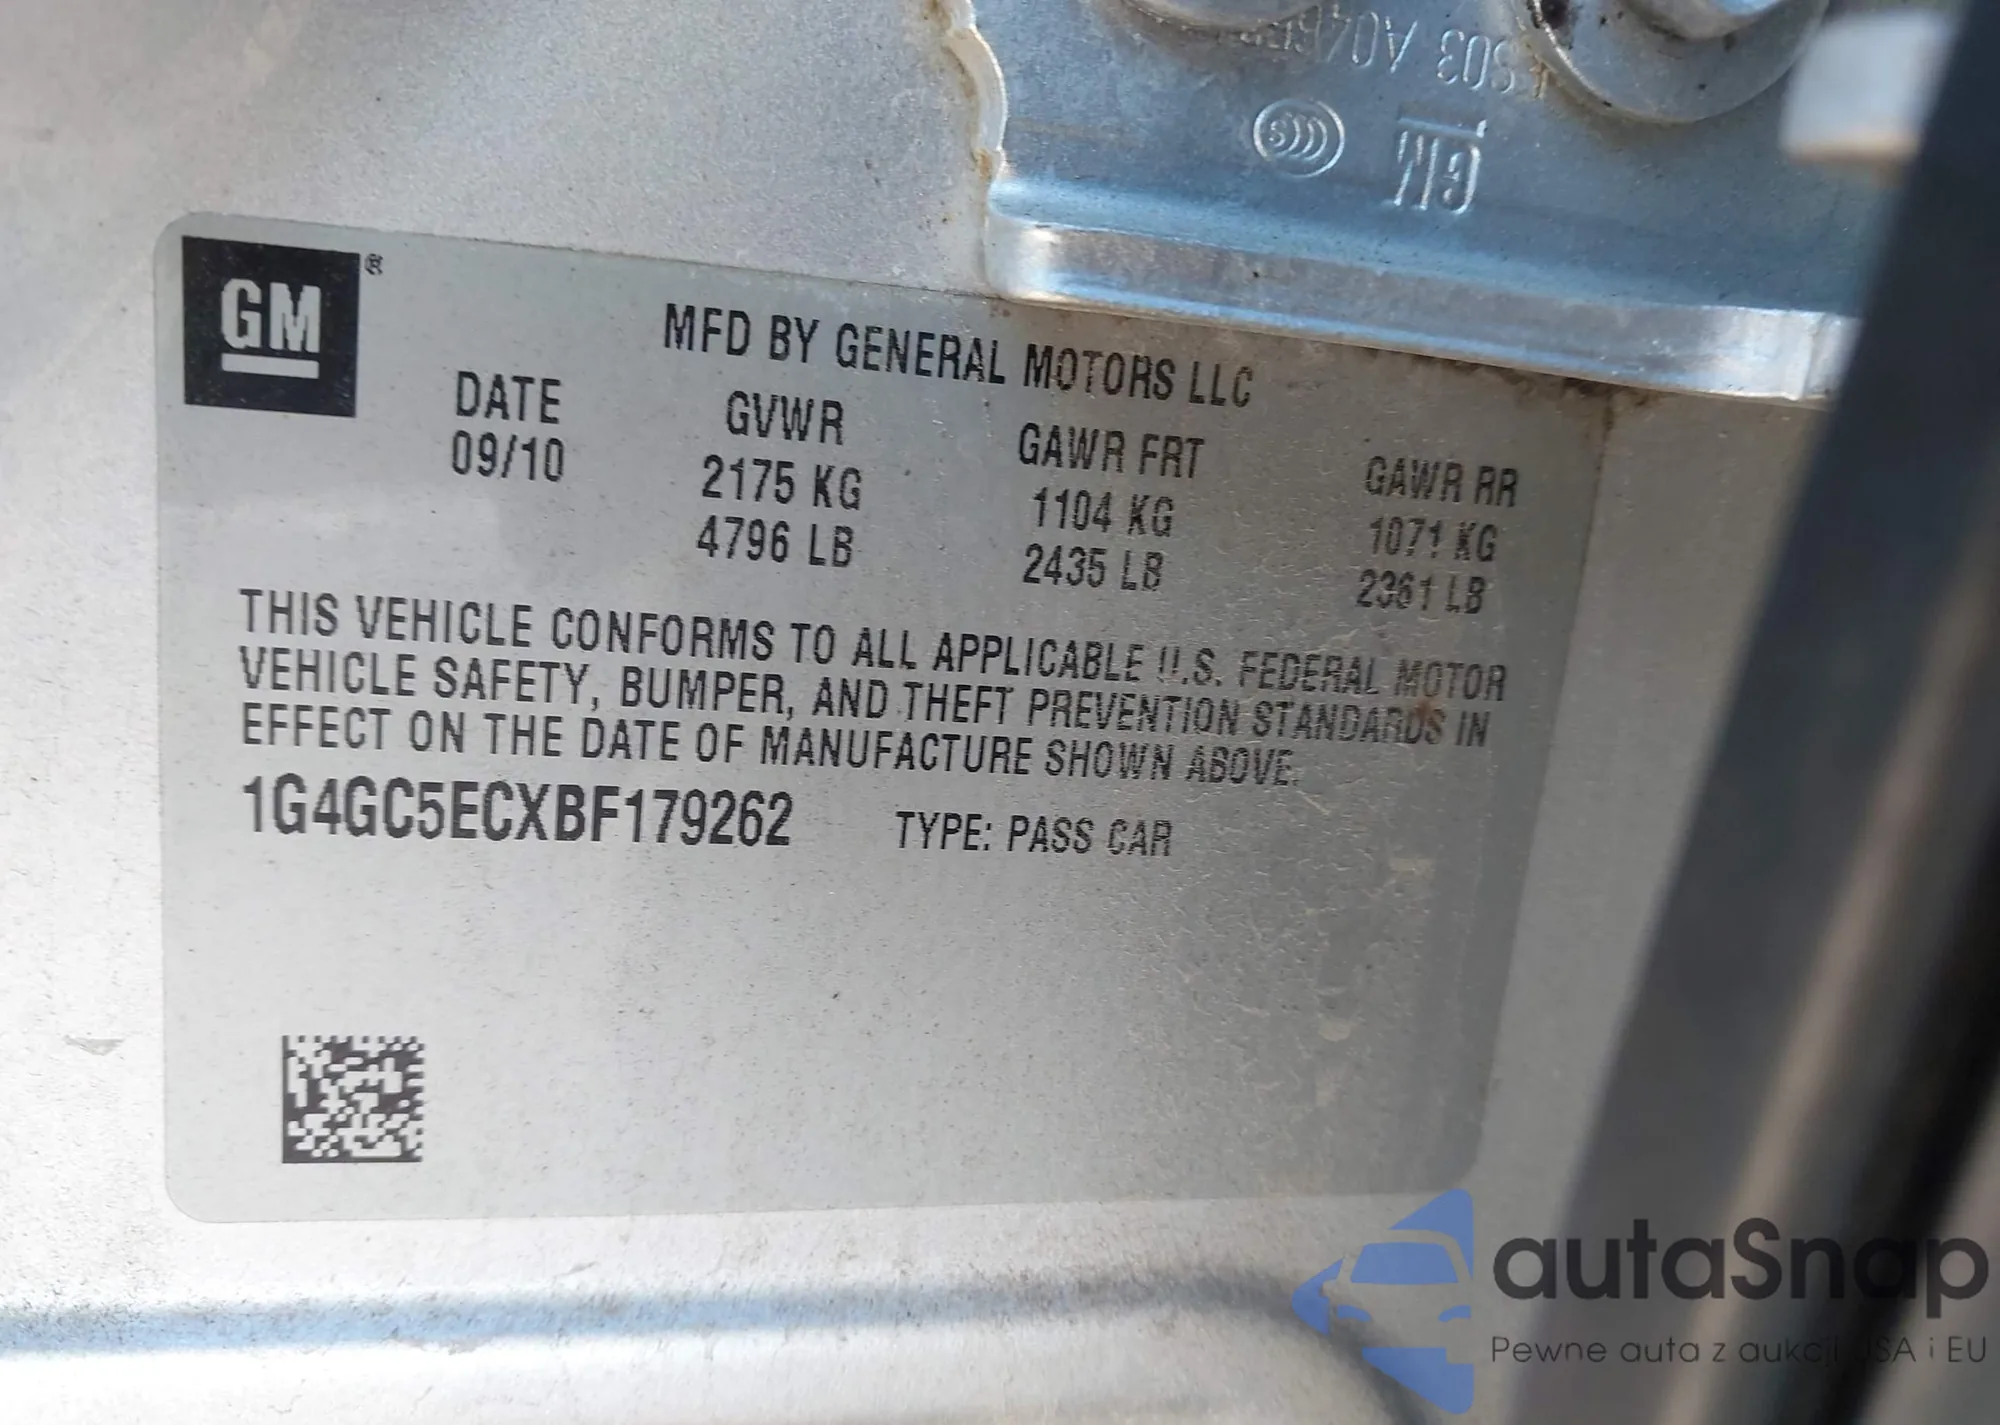 803 A046
GM
GM ®
MFD BY GENERAL MOTORS LLC
DATE GVWR GAWR FRT GAWR RR
09/10 2175 KG 1104 KG 1071 KG
4796 LB 2435 LB 2361 LB
THIS VEHICLE CONFORMS TO ALL APPLICABLE U.S. FEDERAL MOTOR
VEHICLE SAFETY, BUMPER, AND THEFT PREVENTION STANDARDS IN
EFFECT ON THE DATE OF MANUFACTURE SHOWN ABOVE.
1G4GC5ECXBF179262 TYPE: PASS CAR
autaSnap
Pewne auta z aukcji USA i EU